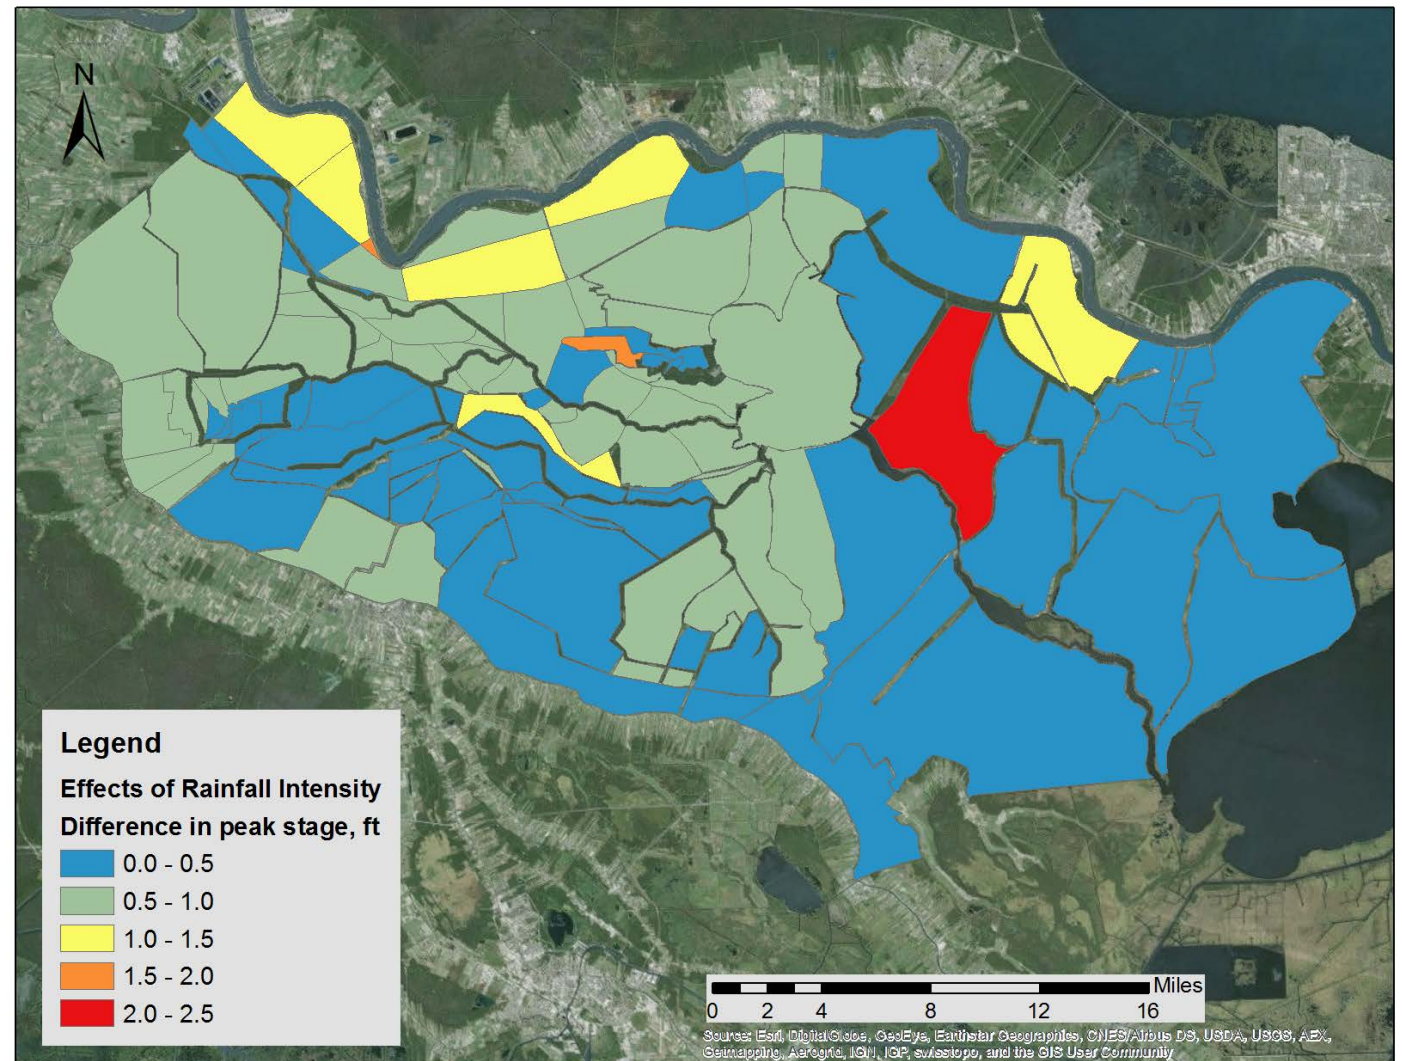 N
Legend
Effects of Rainfall Intensity
Difference in peak stage, ft
0.0 - 0.5
0.5 - 1.0
1.0 - 1.5
1.5 - 2.0
2.0 - 2.5
Miles
0 2 4 8 12 16
Source: Esri, DigitalGlobe, GeoEye, Earthstar Geographics, CNES/Airbus DS, USDA, USGS, AEX,
Getmapping, Aerogrid, IGN, IGP, swisstopo, and the GIS User Community